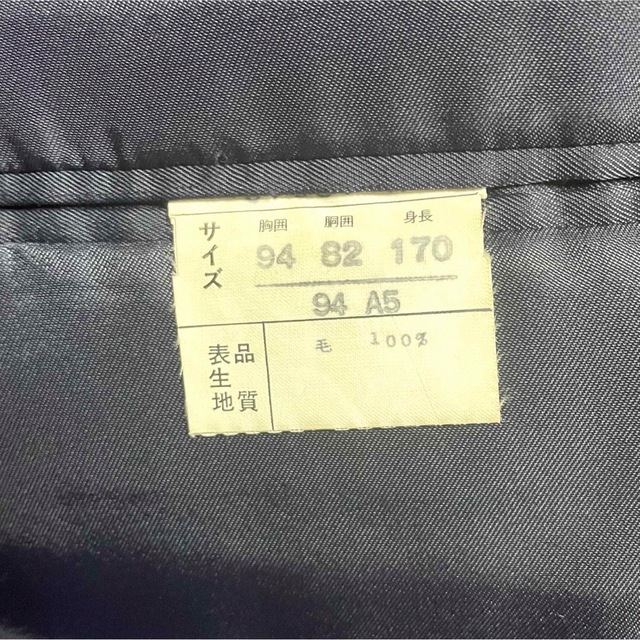 サイズ
胸囲 胴囲 身長
94 82 170
94 A5
表生地 品質
毛 100%